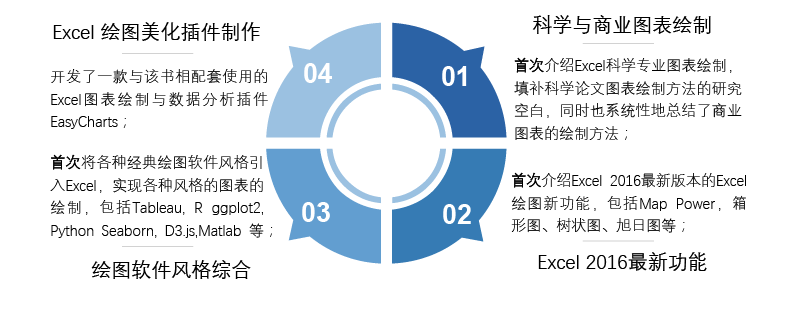 科学与商业图表绘制
01
首次介绍Excel科学专业图表绘制，
填补科学论文图表绘制方法的研究
空白，同时也系统性地总结了商业
图表的绘制方法；
02
首次介绍Excel 2016最新版本的Excel
绘图新功能，包括Map Power，箱
形图、树状图、旭日图等；
Excel 2016最新功能
03
首次将各种经典绘图软件风格引
入Excel，实现各种风格的图表的
绘制，包括Tableau, R ggplot2,
Python Seaborn, D3.js,Matlab 等；
绘图软件风格综合
Excel 绘图美化插件制作
04
开发了一款与该书相配套使用的
Excel图表绘制与数据分析插件
EasyCharts；